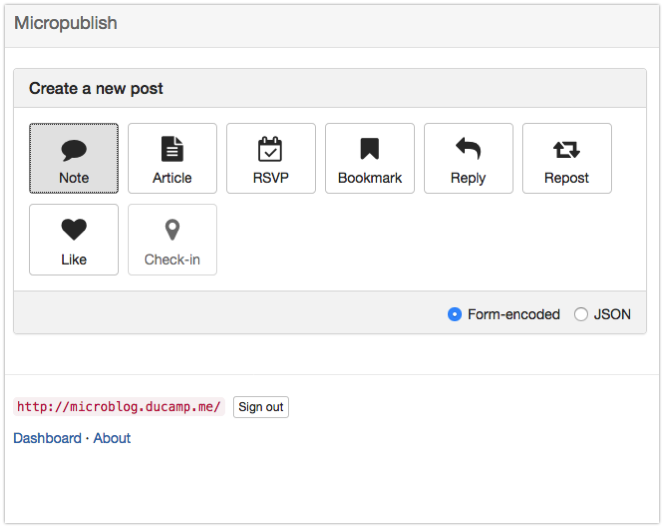 Micropublish
Create a new post
Note Article RSVP Bookmark Reply Repost
Like Check-in
Form-encoded JSON
http://microblog.ducamp.me/ Sign out
Dashboard · About